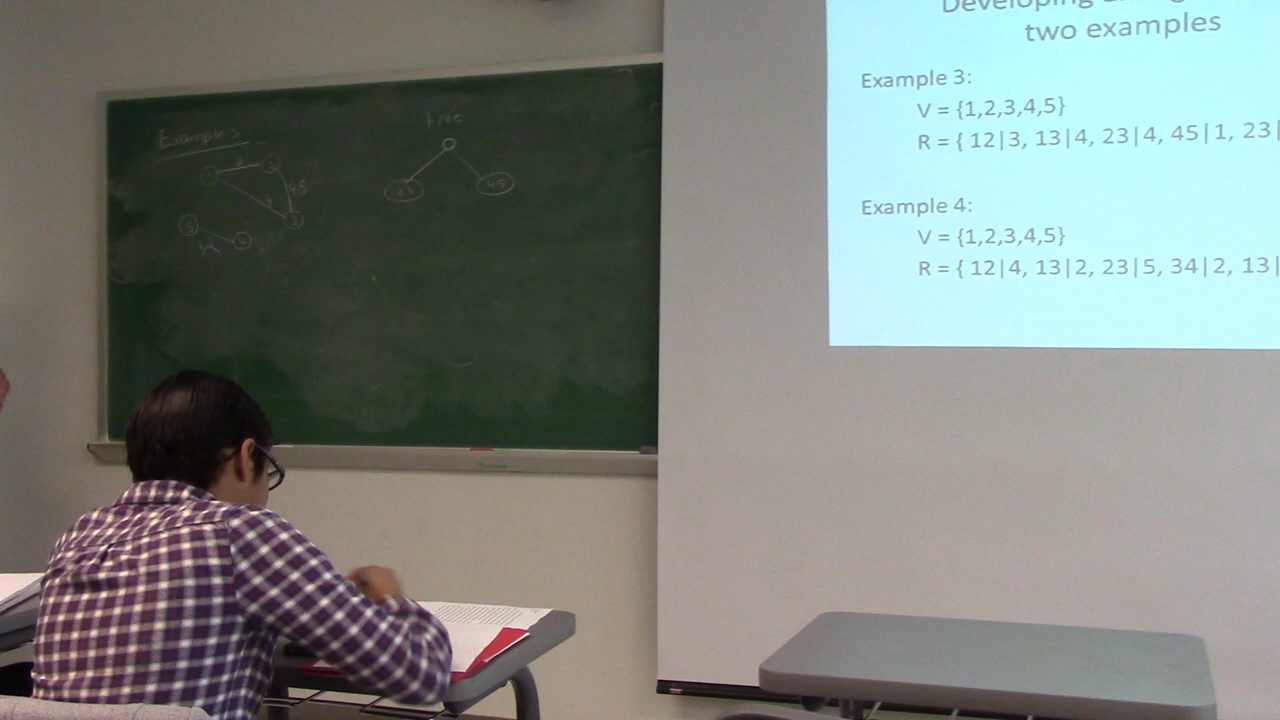 Example 3
tree
123
45
two examples
Example 3:
V = {1,2,3,4,5}
R = { 12|3, 13|4, 23|4, 45|1, 23|
Example 4:
V = {1,2,3,4,5}
R = { 12|4, 13|2, 23|5, 34|2, 13|